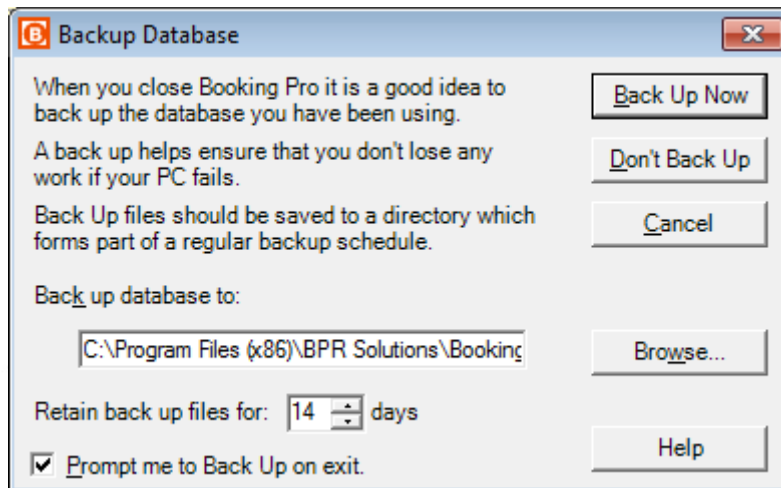 Backup Database
When you close Booking Pro it is a good idea to
back up the database you have been using.
A back up helps ensure that you don't lose any
work if your PC fails.
Back Up files should be saved to a directory which
forms part of a regular backup schedule.
Back Up Now
Don't Back Up
Cancel
Back up database to:
C:\Program Files (x86)\BPR Solutions\Booking
Browse...
Retain back up files for: 14 days
Help
Prompt me to Back Up on exit.